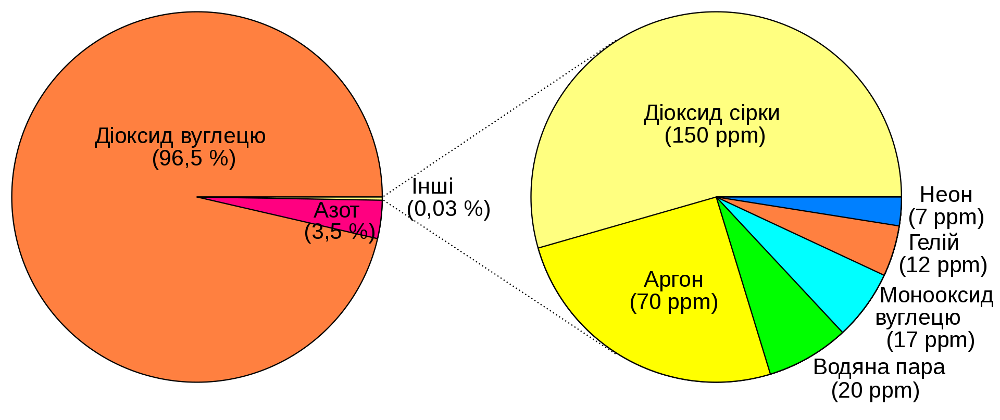 Діоксид вуглецю
(96,5 %)
Азот
(3,5 %)
Інші
(0,03 %)
Діоксид сірки
(150 ppm)
Аргон
(70 ppm)
Неон
(7 ppm)
Гелій
(12 ppm)
Монооксид
вуглецю
(17 ppm)
Водяна пара
(20 ppm)